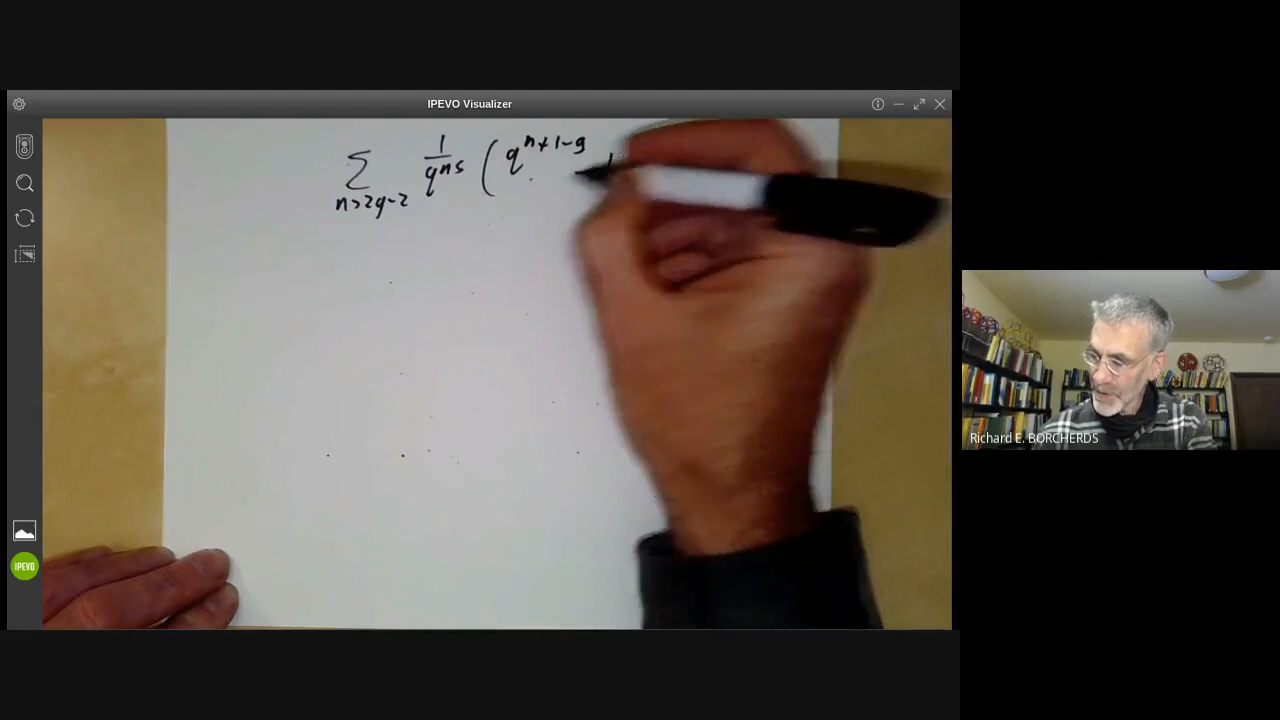 IPEVO Visualizer
∑ 1/q^{ns} ( q^{n+1-g}
n>2g-2
IPEVO
Richard E. BORCHERDS